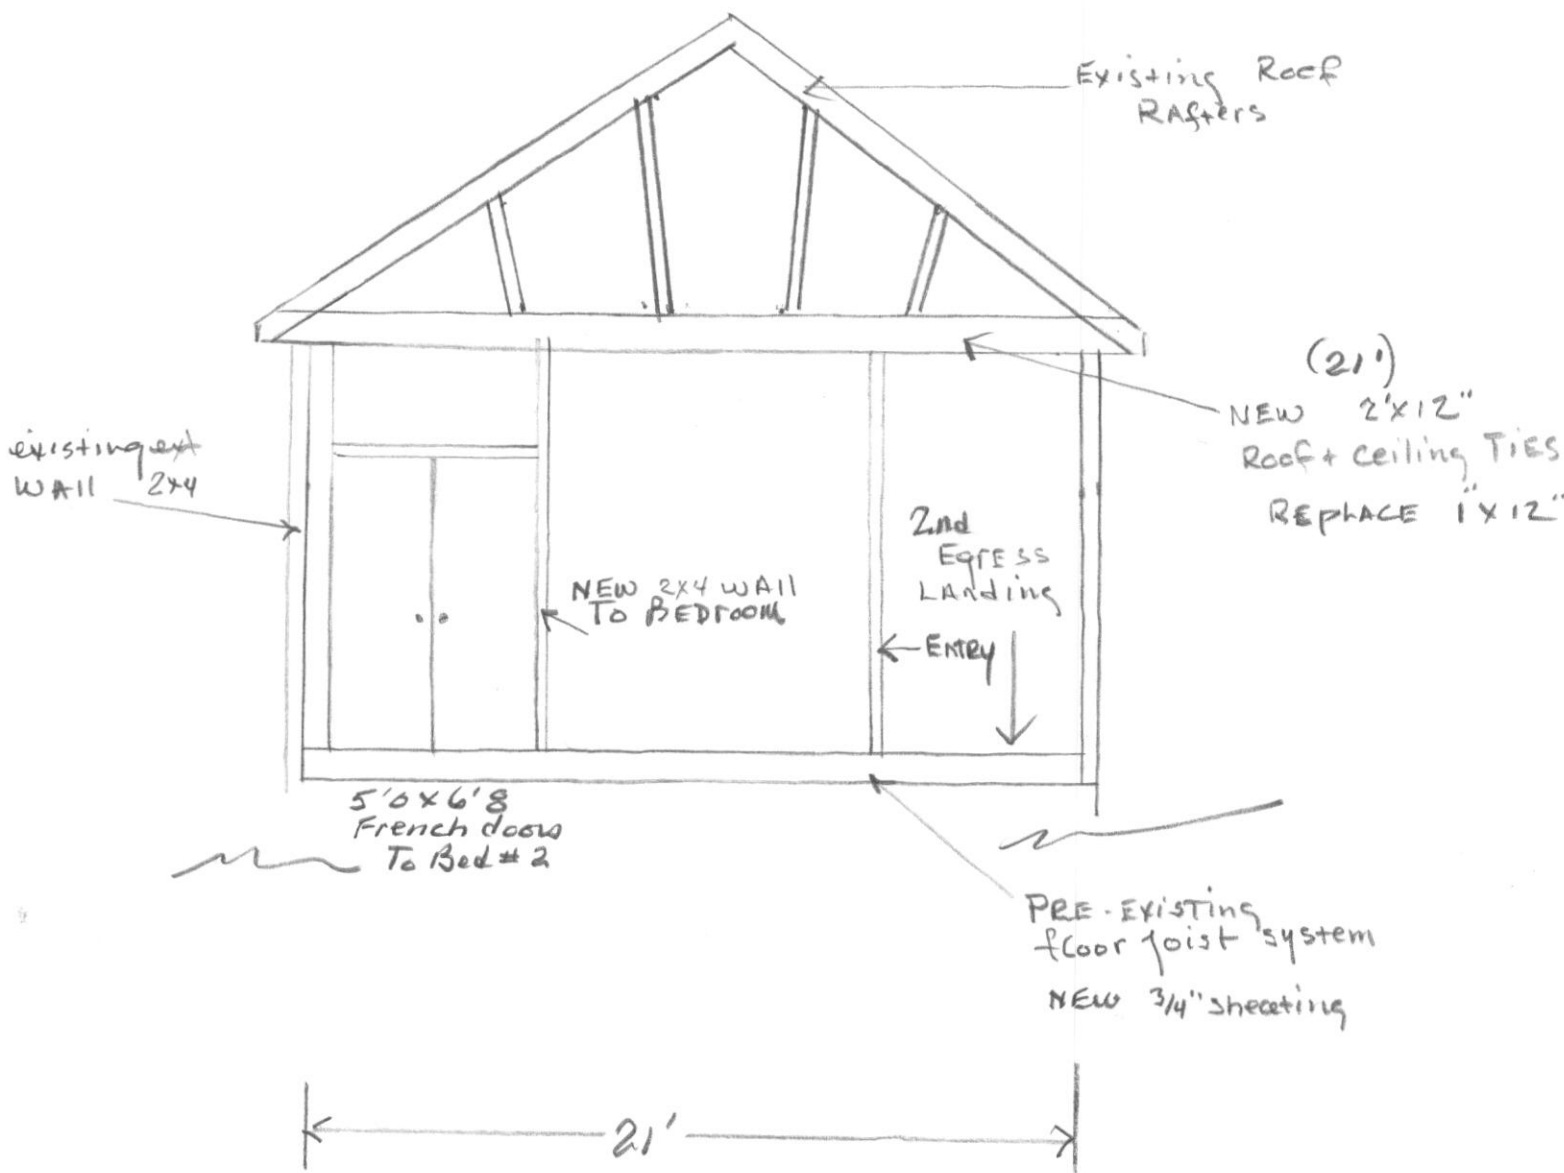 Existing Roof
Rafters
(21')
NEW 2'x12"
Roof + ceiling TIES
REPLACE 1"x12"
existing ext
WAll 2x4
2nd
EgrESS
LAnding
NEW 2x4 WAll
To BEDroom
ENTRy
5'0 x 6'8
French doors
To Bed # 2
PRE-Existing
floor joist system
NEW 3/4" sheeting
21'